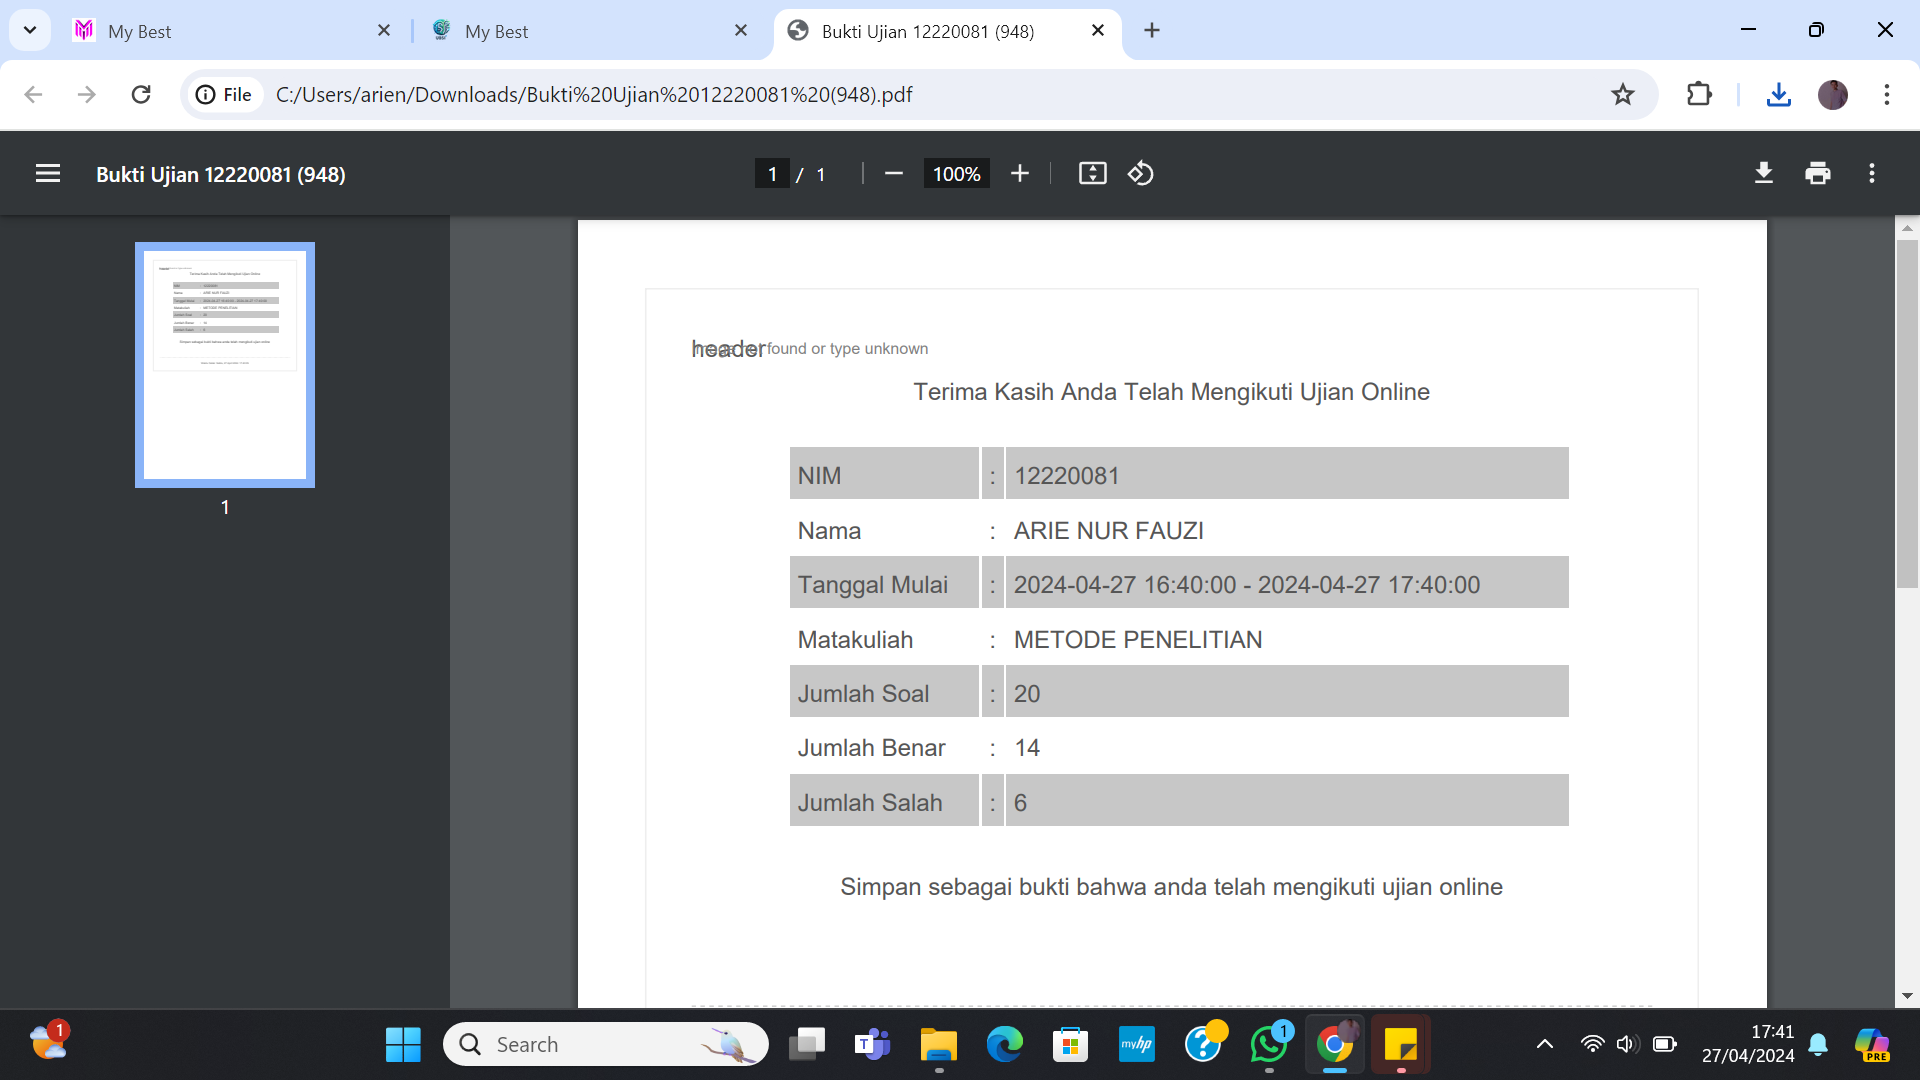 My Best
My Best
Bukti Ujian 12220081 (948)
File
C:/Users/arien/Downloads/Bukti%20Ujian%2012220081%20(948).pdf
Bukti Ujian 12220081 (948)
1 / 1
100%
1
header found or type unknown
Terima Kasih Anda Telah Mengikuti Ujian Online
NIM : 12220081
Nama : ARIE NUR FAUZI
Tanggal Mulai : 2024-04-27 16:40:00 - 2024-04-27 17:40:00
Matakuliah : METODE PENELITIAN
Jumlah Soal : 20
Jumlah Benar : 14
Jumlah Salah : 6
Simpan sebagai bukti bahwa anda telah mengikuti ujian online
1
Search
T
myhp
?
1
17:41
27/04/2024
PRE